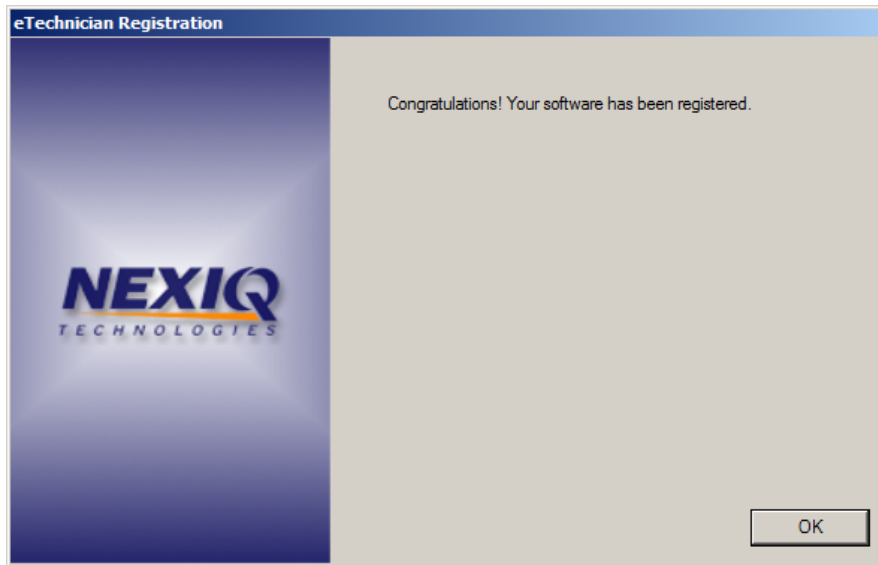 eTechnician Registration
Congratulations! Your software has been registered.
NEXIQ
TECHNOLOGIES
OK